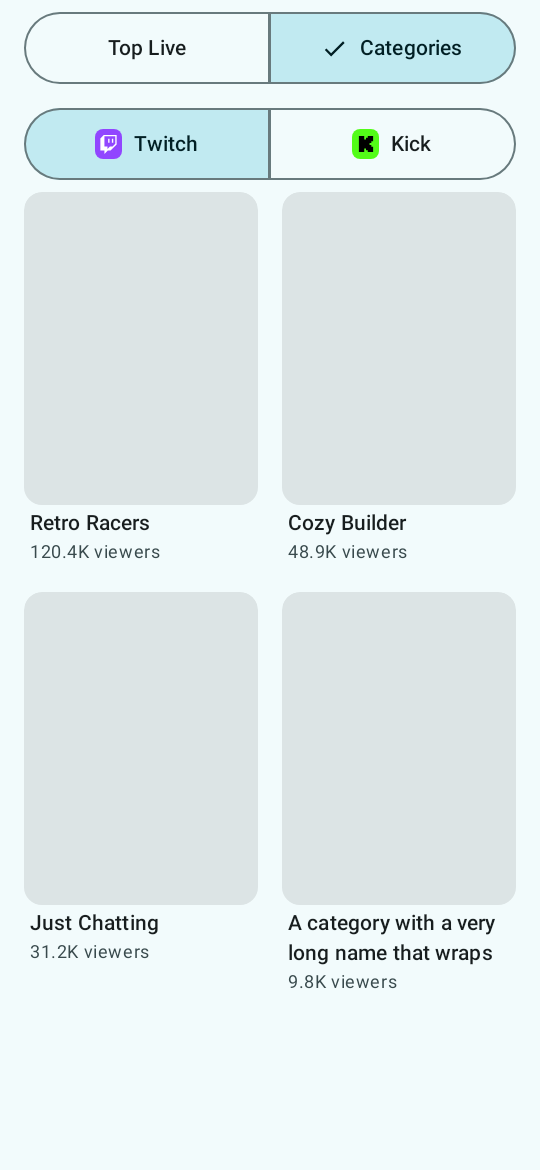 Top Live
Categories
Twitch
Kick
Retro Racers
120.4K viewers
Cozy Builder
48.9K viewers
Just Chatting
31.2K viewers
A category with a very
long name that wraps
9.8K viewers